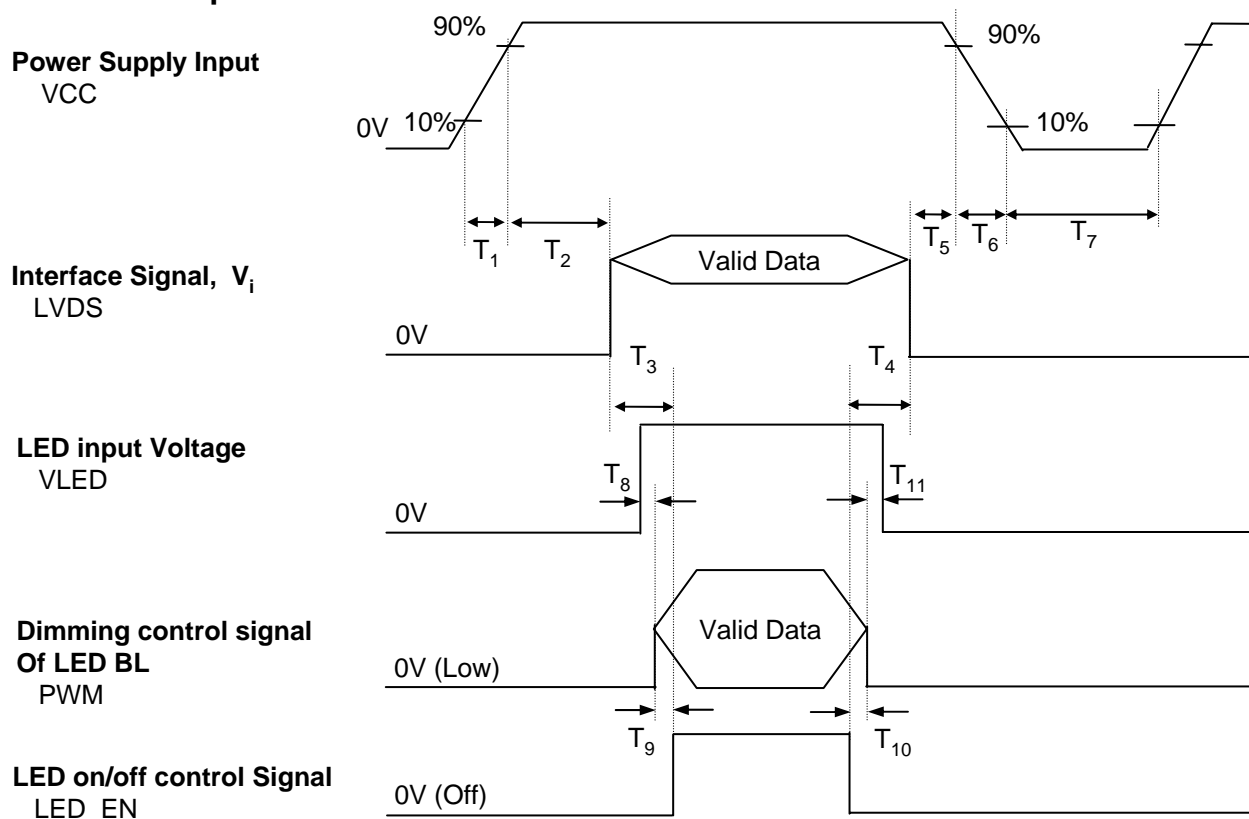 90%
90%
Power Supply Input
VCC
0V
10%
10%
T1
T2
T5
T6
T7
Interface Signal, Vi
LVDS
Valid Data
0V
T3
T4
LED input Voltage
VLED
T8
T11
0V
Dimming control signal
Of LED BL
PWM
Valid Data
0V (Low)
T9
T10
LED on/off control Signal
LED_EN
0V (Off)